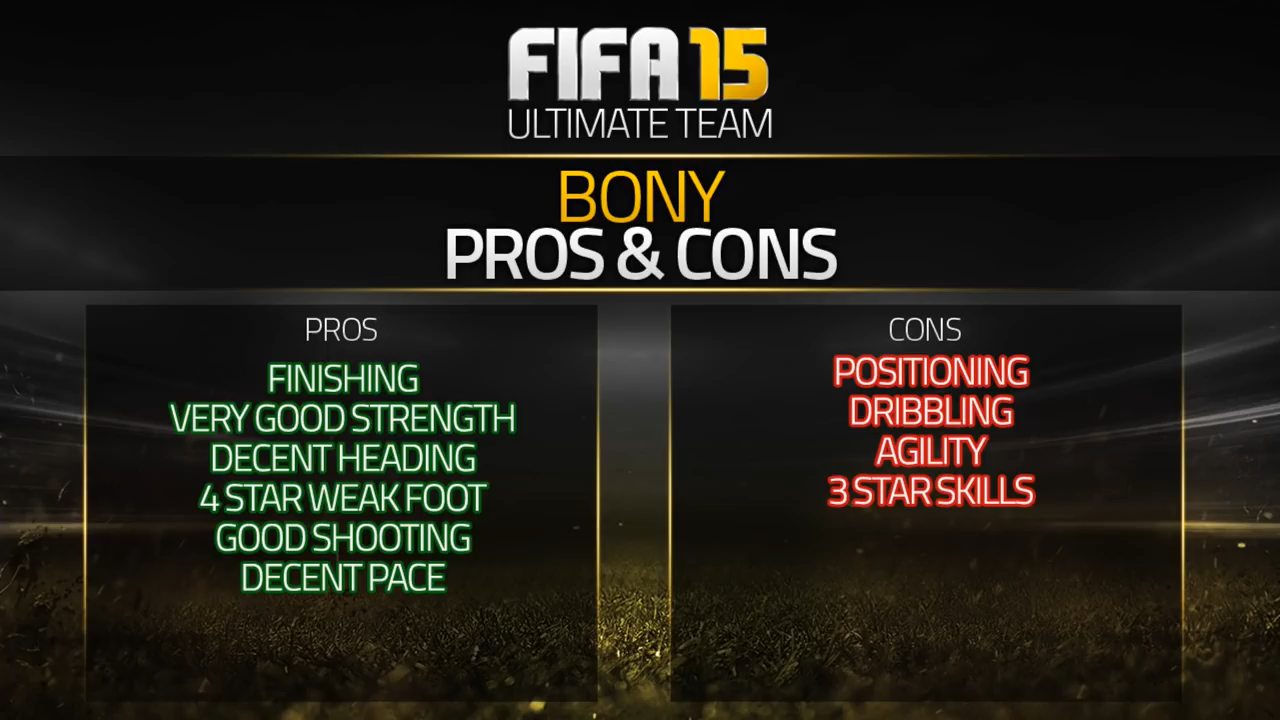 FIFA 15
ULTIMATE TEAM
BONY
PROS & CONS
PROS
FINISHING
VERY GOOD STRENGTH
DECENT HEADING
4 STAR WEAK FOOT
GOOD SHOOTING
DECENT PACE
CONS
POSITIONING
DRIBBLING
AGILITY
3 STAR SKILLS